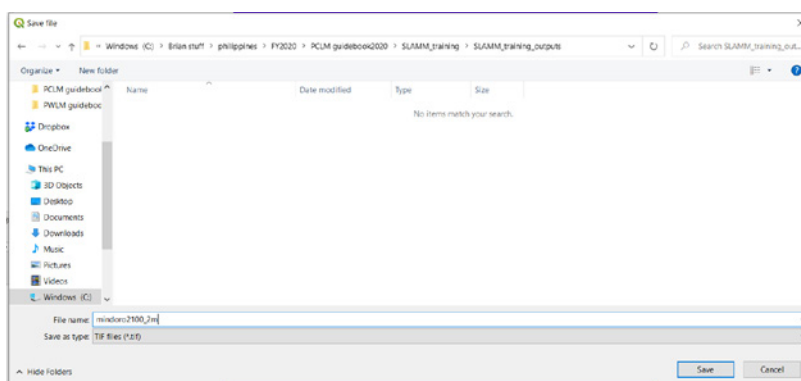 Save file
Windows (C:) > Brian stuff > philippines > FY2020 > PCLM guidebook2020 > SLAMM_training > SLAMM_training_outputs
Search SLAMM_training_out...
Organize New folder
Name Date modified Type Size
No items match your search.
PCLM guidebool
PWLM guideboc
Dropbox
OneDrive
This PC
3D Objects
Desktop
Documents
Downloads
Music
Pictures
Videos
Windows (C:)
File name: mindoro2100_2m
Save as type: TIF files (*.tif)
Hide Folders
Save Cancel